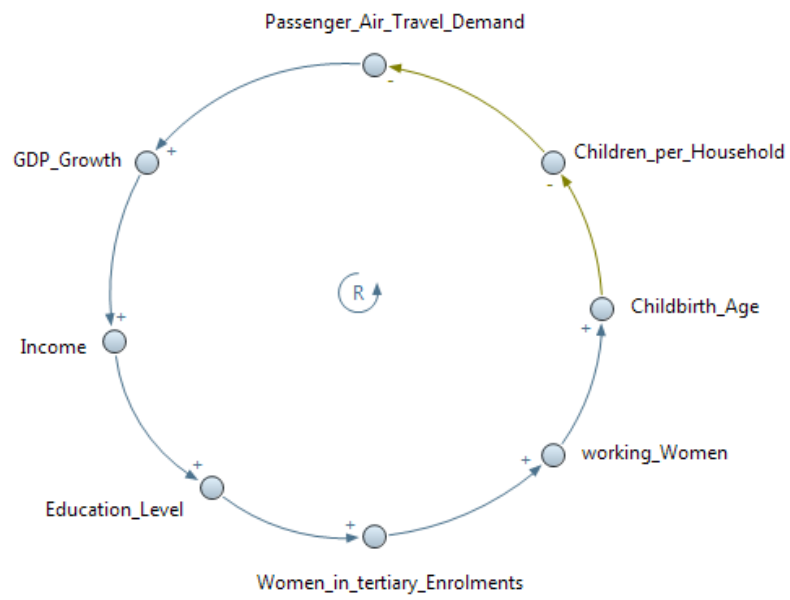 Passenger_Air_Travel_Demand
-
GDP_Growth
+
Children_per_Household
-
R
+
Income
Childbirth_Age
+
working_Women
+
+
Education_Level
+
Women_in_tertiary_Enrolments